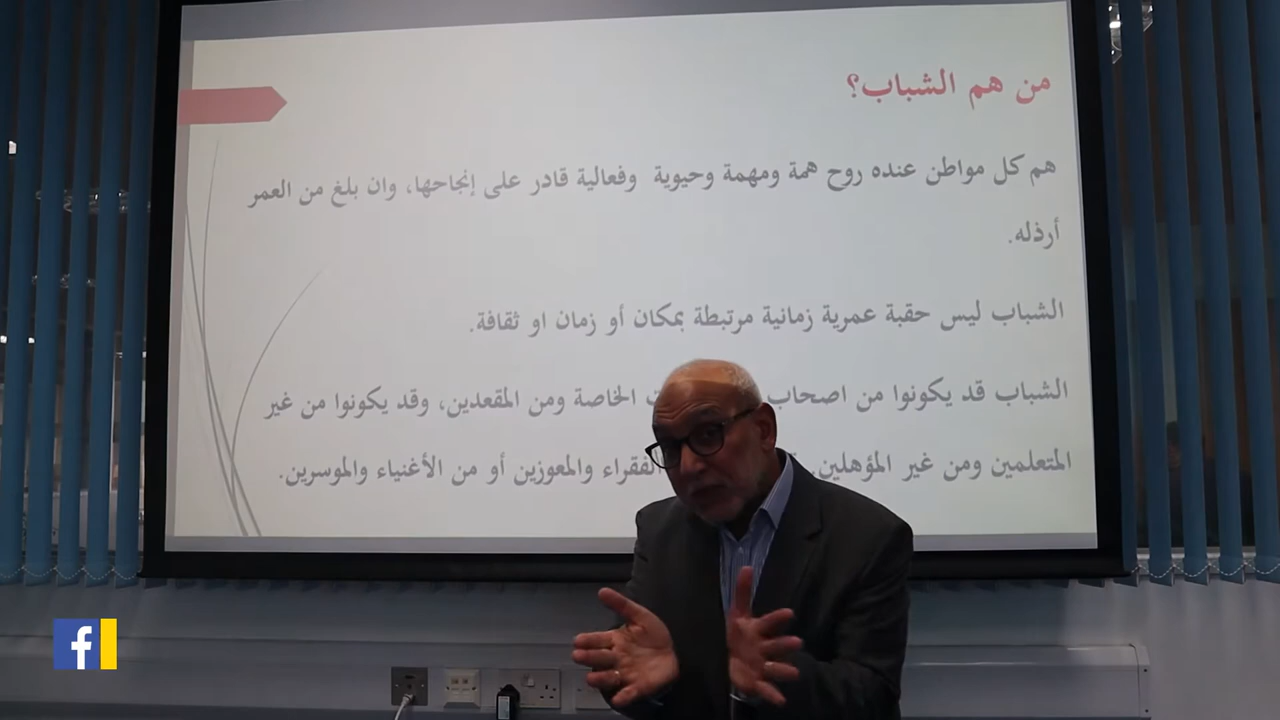 من هم الشباب؟
هم كل مواطن عنده روح همة ومهمة وحيوية وفعالية قادر على إنجاحها، وان بلغ من العمر
أرذله.
الشباب ليس حقبة عمرية زمانية مرتبطة بمكان أو زمان او ثقافة.
الشباب قد يكونوا من اصحاب الخاصة ومن المقعدين، وقد يكونوا من غير
المتعلمين ومن غير المؤهلين. الفقراء والمعوزين أو من الأغنياء والموسرين.
f